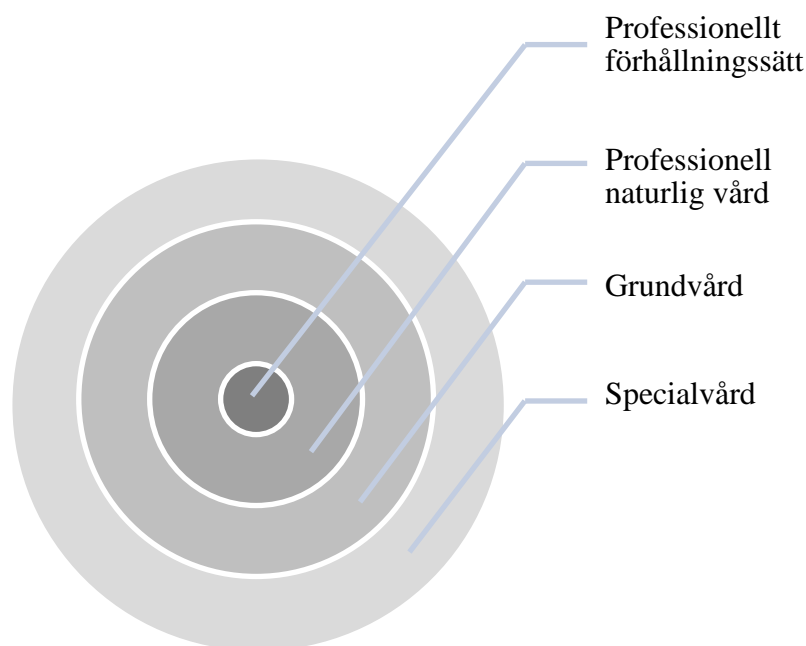 Professionellt
förhållningssätt
Professionell
naturlig vård
Grundvård
Specialvård